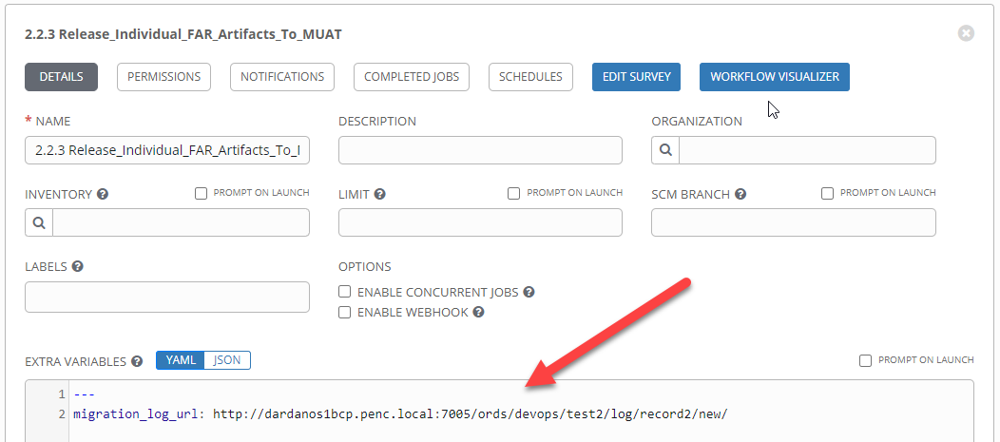 2.2.3 Release_Individual_FAR_Artifacts_To_MUAT
DETAILS PERMISSIONS NOTIFICATIONS COMPLETED JOBS SCHEDULES EDIT SURVEY WORKFLOW VISUALIZER
* NAME DESCRIPTION ORGANIZATION
2.2.3 Release_Individual_FAR_Artifacts_To_
INVENTORY ? PROMPT ON LAUNCH LIMIT ? PROMPT ON LAUNCH SCM BRANCH ? PROMPT ON LAUNCH
LABELS ? OPTIONS
ENABLE CONCURRENT JOBS ?
ENABLE WEBHOOK ?
EXTRA VARIABLES ? YAML JSON PROMPT ON LAUNCH
1 ---
2 migration_log_url: http://dardanos1bcp.penc.local:7005/ords/devops/test2/log/record2/new/